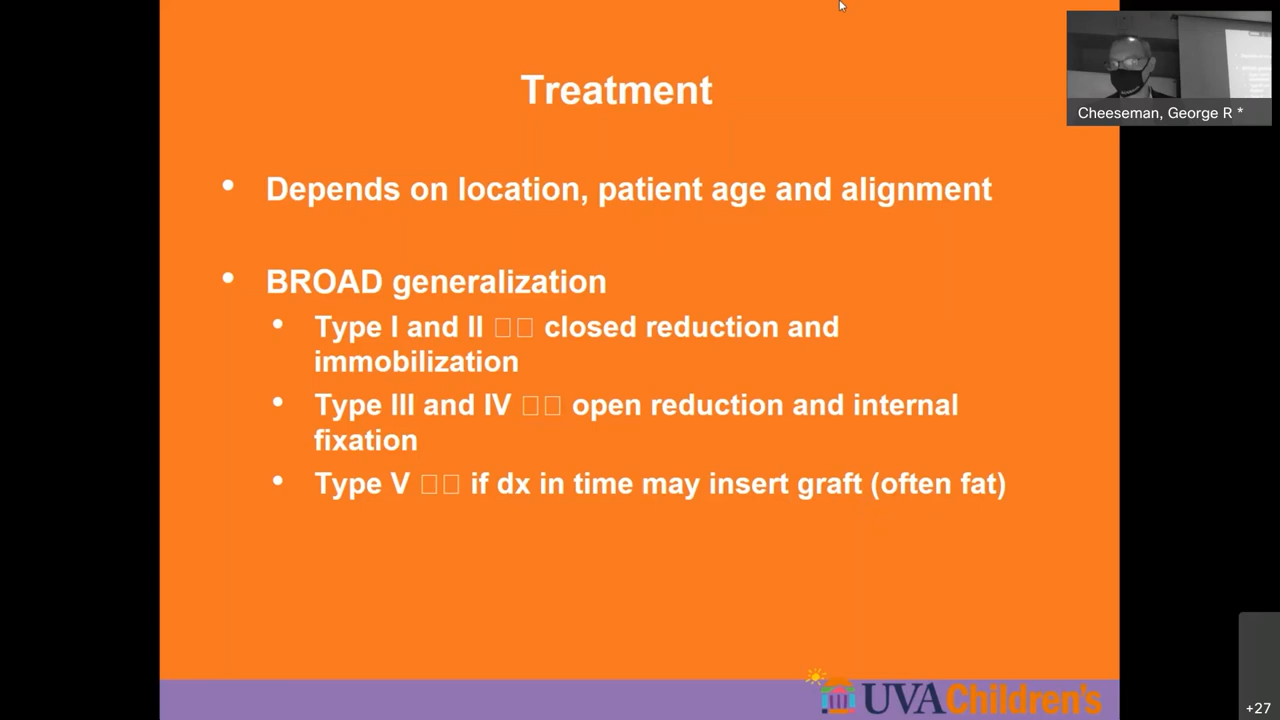 Treatment
• Depends on location, patient age and alignment
• BROAD generalization
• Type I and II □□ closed reduction and
immobilization
• Type III and IV □□ open reduction and internal
fixation
• Type V □□ if dx in time may insert graft (often fat)
Cheeseman, George R *
UVA Children's
+27